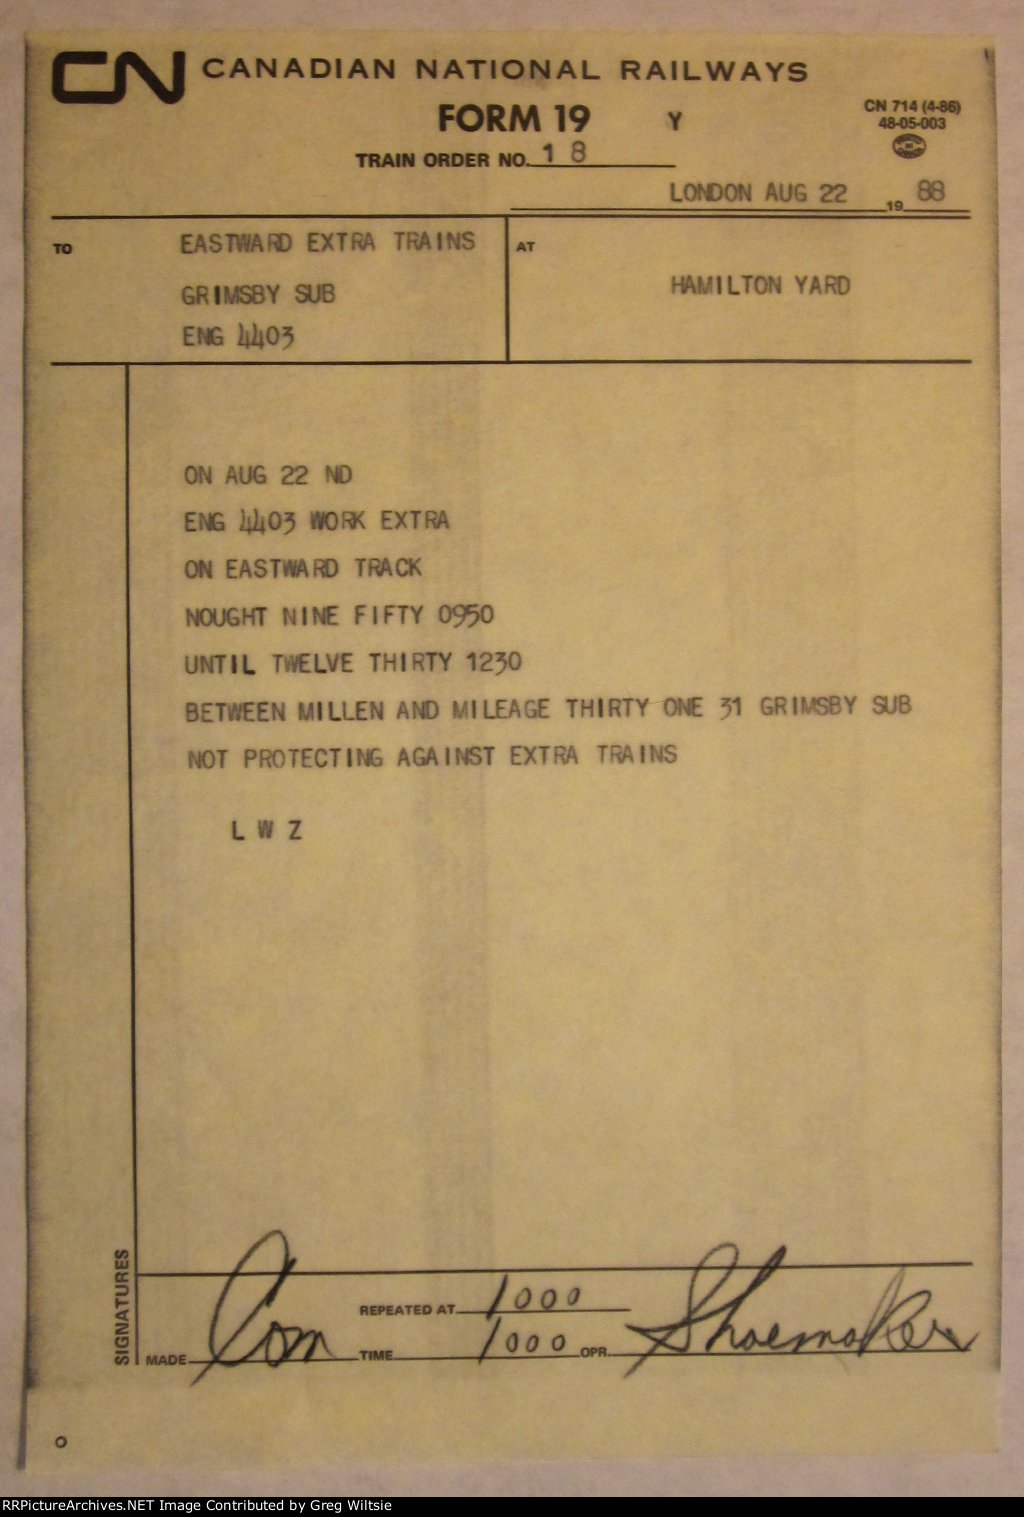 CN CANADIAN NATIONAL RAILWAYS
FORM 19 Y
CN 714 (4-86)
48-05-003
TRAIN ORDER NO. 18
LONDON AUG 22 19 88
TO EASTWARD EXTRA TRAINS
GRIMSBY SUB
ENG 4403
AT
HAMILTON YARD
ON AUG 22 ND
ENG 4403 WORK EXTRA
ON EASTWARD TRACK
NOUGHT NINE FIFTY 0950
UNTIL TWELVE THIRTY 1230
BETWEEN MILLEN AND MILEAGE THIRTY ONE 31 GRIMSBY SUB
NOT PROTECTING AGAINST EXTRA TRAINS
L W Z
SIGNATURES
REPEATED AT 1000
MADE Com TIME 1000 OPR. Shoemaker
RRPictureArchives.NET Image Contributed by Greg Wiltsie